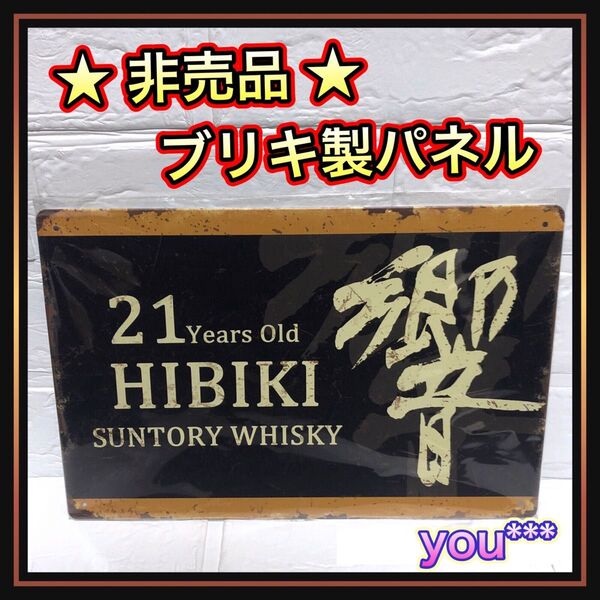 ★ 非売品 ★
ブリキ製パネル
21 Years Old
HIBIKI
SUNTORY WHISKY
響
you***